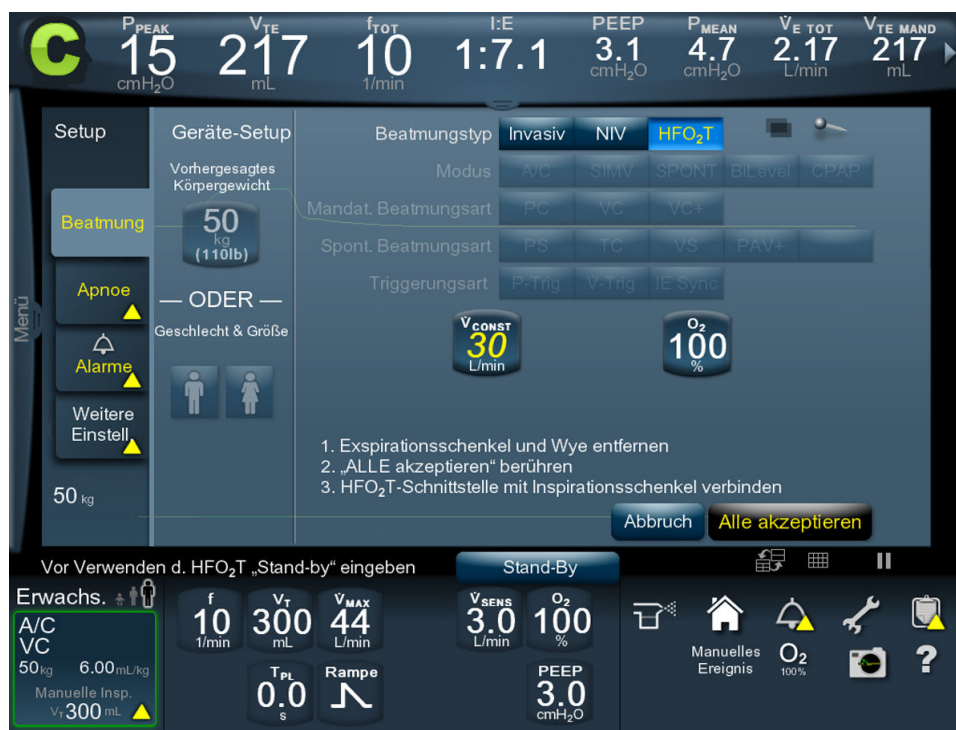 C
PPEAK VTE fTOT I:E PEEP PMEAN V̇E TOT VTE MAND
15 217 10 1:7.1 3.1 4.7 2.17 217
cmH₂O mL 1/min cmH₂O cmH₂O L/min mL
Menü
Setup
Beatmung
Apnoe
Alarme
Weitere
Einstell.
50 kg
Geräte-Setup
Vorhergesagtes
Körpergewicht
50
kg
(110lb)
— ODER —
Geschlecht & Größe
Beatmungstyp Invasiv NIV HFO₂T
Modus A/C SIMV SPONT BiLevel CPAP
Mandat. Beatmungsart PC VC VC+
Spont. Beatmungsart PS TC VS PAV+
Triggerungsart P-Trig V̇-Trig IE Sync
V̇CONST O₂
30 100
L/min %
1. Exspirationsschenkel und Wye entfernen
2. „ALLE akzeptieren“ berühren
3. HFO₂T-Schnittstelle mit Inspirationsschenkel verbinden
Abbruch Alle akzeptieren
Vor Verwenden d. HFO₂T „Stand-by“ eingeben Stand-By
Erwachs.
A/C
VC
50 kg 6.00 mL/kg
Manuelle Insp.
VT 300 mL
f VT V̇MAX V̇SENS O₂
10 300 44 3.0 100
1/min mL L/min L/min %
TPL Rampe PEEP
0.0 3.0
s cmH₂O
Manuelles
Ereignis
O₂
100%
?